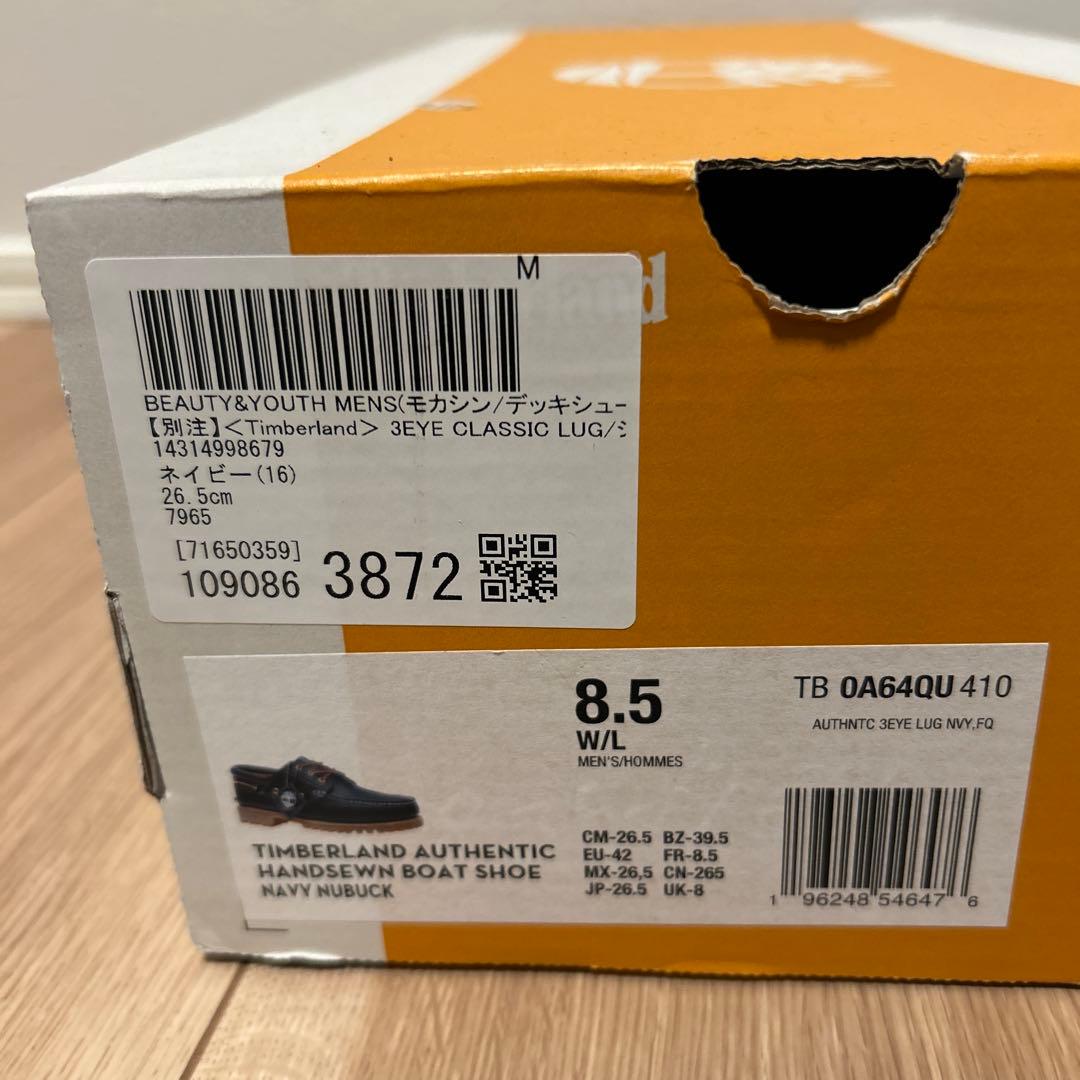 M
BEAUTY&YOUTH MENS(モカシン/デッキシュー
【別注】＜Timberland＞ 3EYE CLASSIC LUG/
14314998679
ネイビー(16)
26.5cm
7965
[71650359]
109086 3872
8.5
W/L
MEN'S/HOMMES
TB 0A64QU 410
AUTHNTC 3EYE LUG NVY,FQ
TIMBERLAND AUTHENTIC
HANDSEWN BOAT SHOE
NAVY NUBUCK
CM-26.5 BZ-39.5
EU-42 FR-8.5
MX-26,5 CN-265
JP-26.5 UK-8
1 96248 54647 6